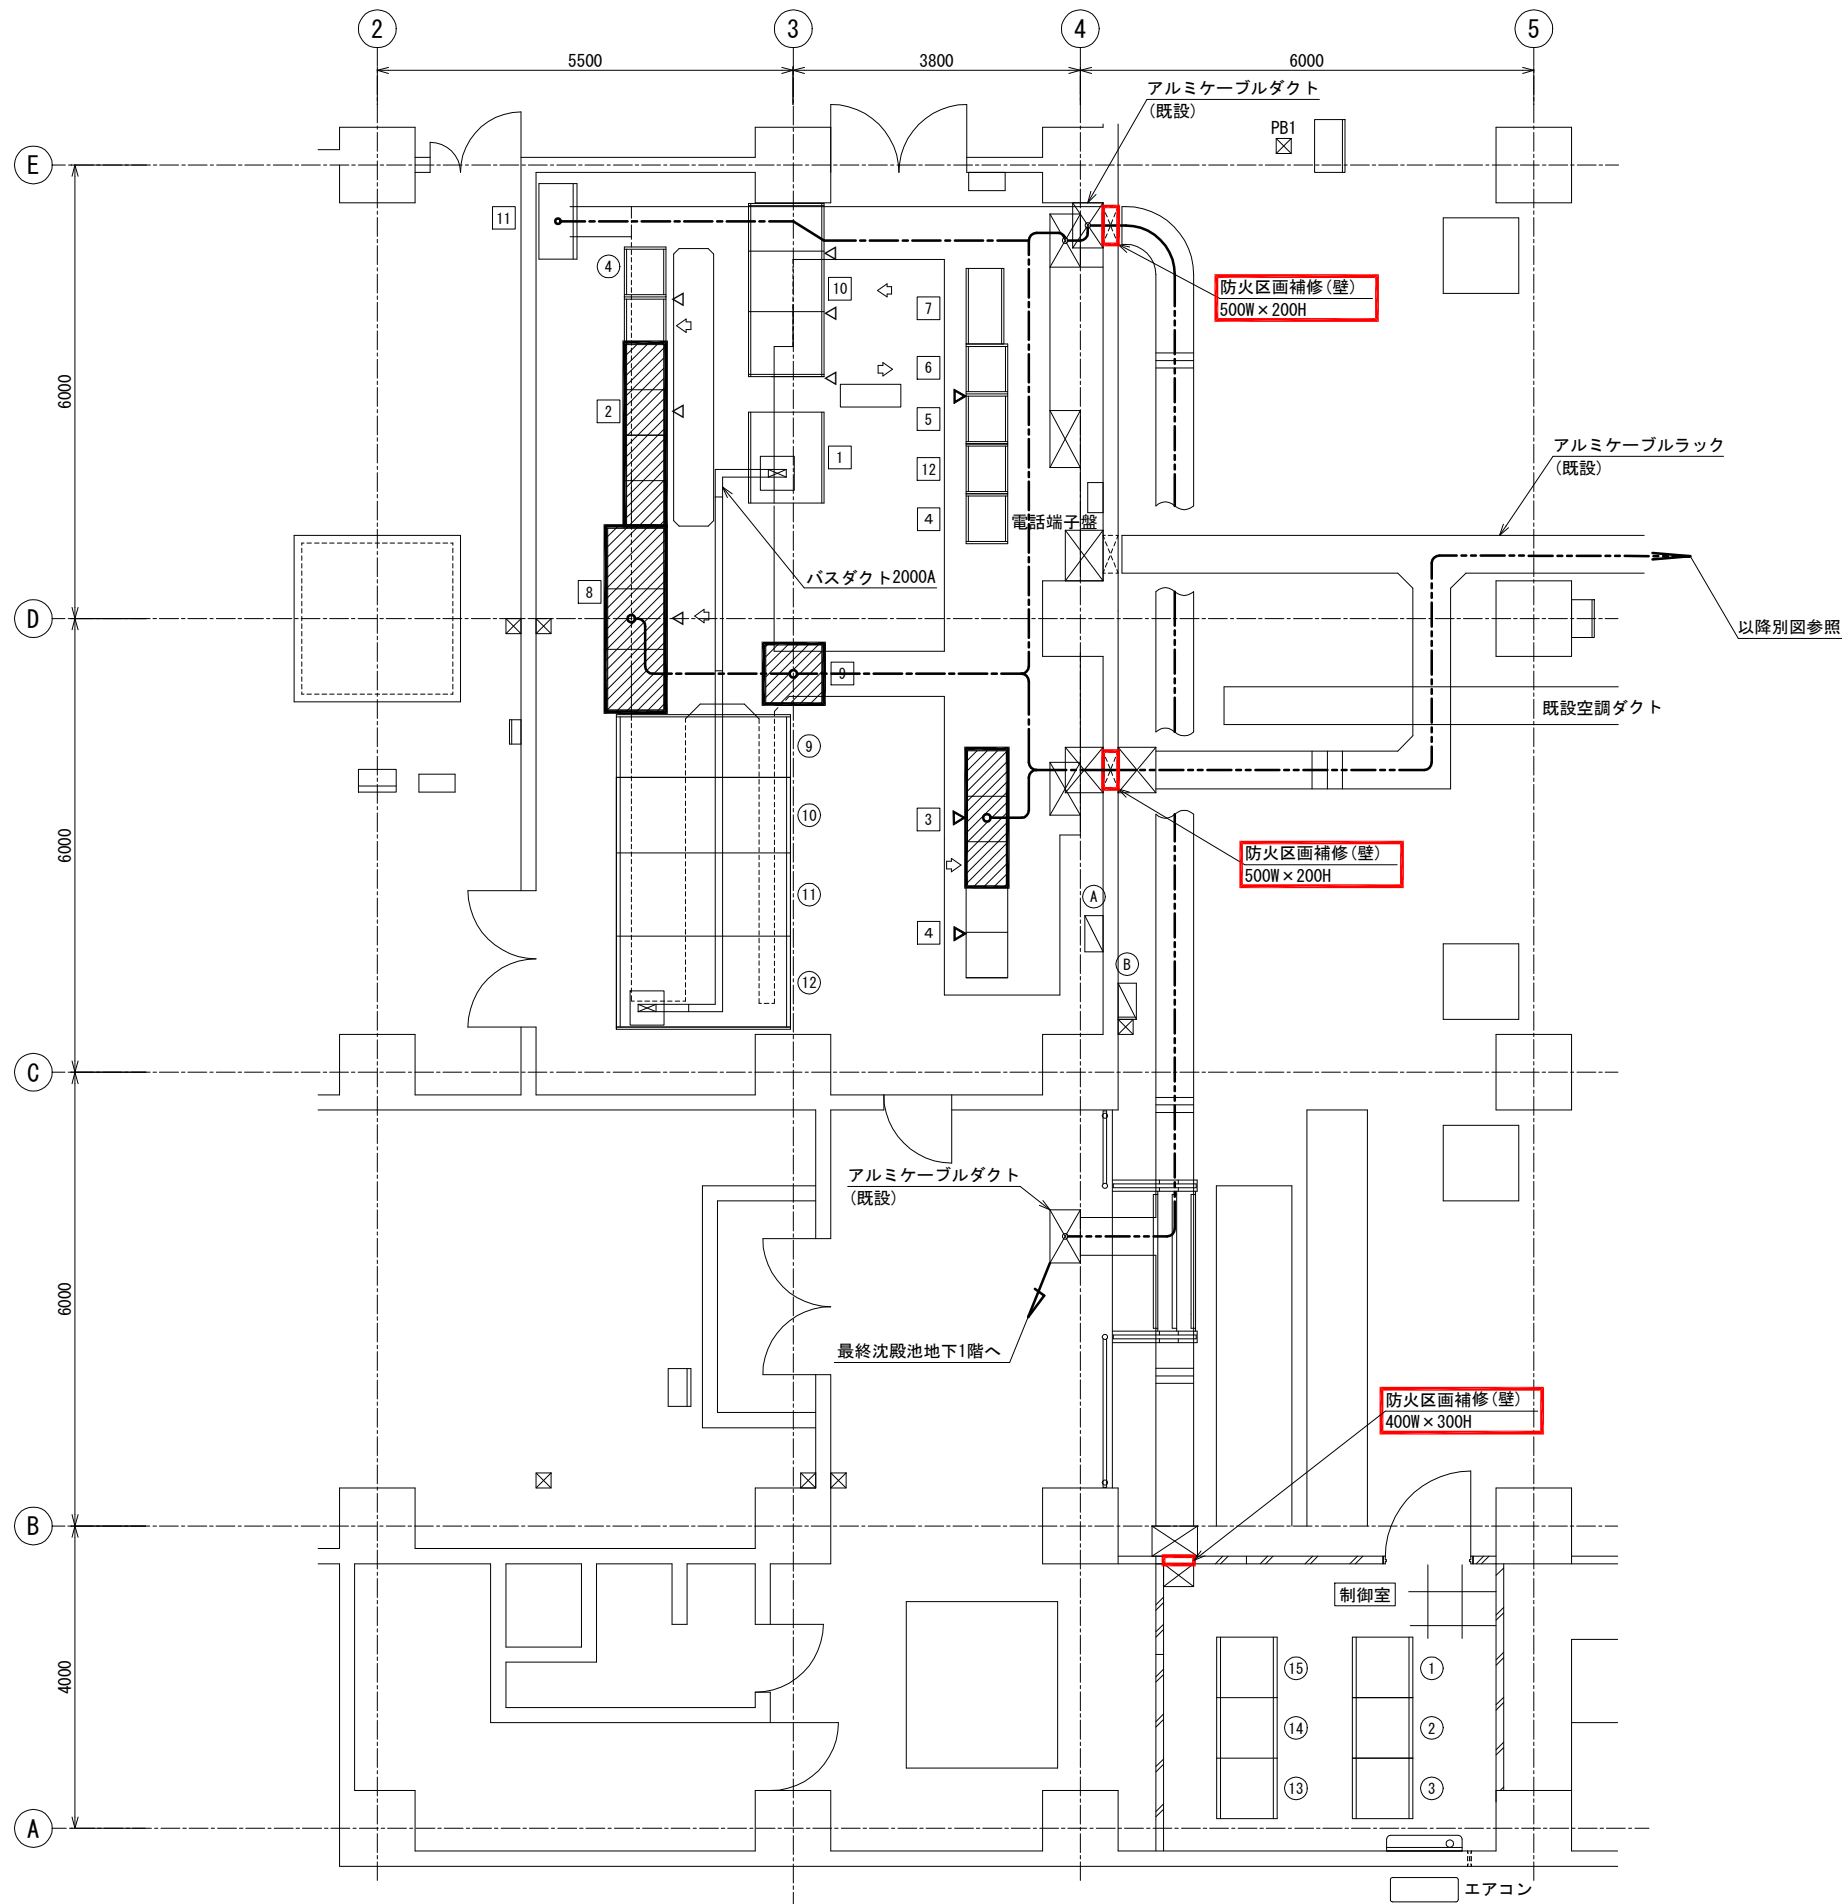 2
3
4
5
5500
3800
6000
アルミケーブルダクト
(既設)
PB1
E
11
4
10
7
防火区画補修(壁)
500W×200H
6
6000
2
5
アルミケーブルラック
(既設)
1
12
4
電話端子盤
バスダクト2000A
8
D
以降別図参照
9
既設空調ダクト
9
10
3
防火区画補修(壁)
500W×200H
6000
11
A
4
B
12
C
アルミケーブルダクト
(既設)
6000
最終沈殿池地下1階へ
防火区画補修(壁)
400W×300H
B
制御室
4000
15
1
14
2
13
3
A
エアコン